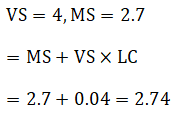 VS = 4, MS = 2.7
= MS + VS × LC
= 2.7 + 0.04 = 2.74